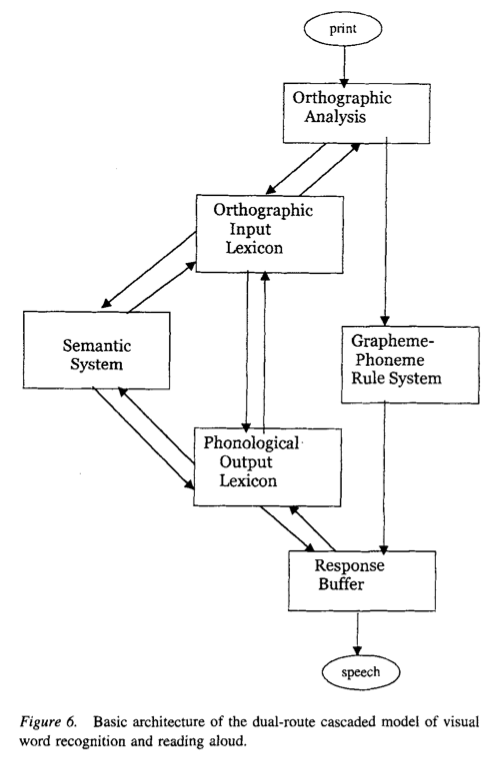 print
Orthographic
Analysis
Orthographic
Input
Lexicon
Semantic
System
Grapheme-
Phoneme
Rule System
Phonological
Output
Lexicon
Response
Buffer
speech
Figure 6. Basic architecture of the dual-route cascaded model of visual
word recognition and reading aloud.